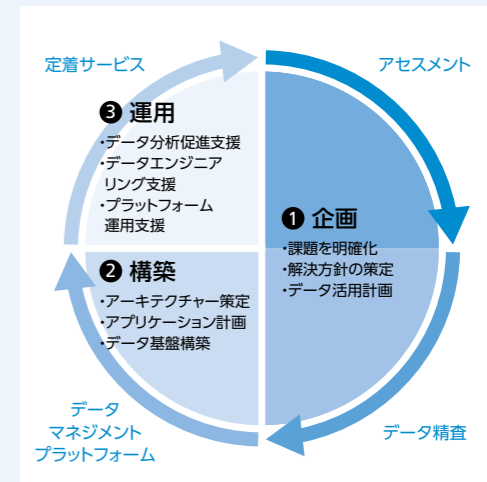 定着サービス
アセスメント
❸ 運用
・データ分析促進支援
・データエンジニア
リング支援
・プラットフォーム
運用支援
❶ 企画
・課題を明確化
・解決方針の策定
・データ活用計画
❷ 構築
・アーキテクチャー策定
・アプリケーション計画
・データ基盤構築
データ
マネジメント
プラットフォーム
データ精査